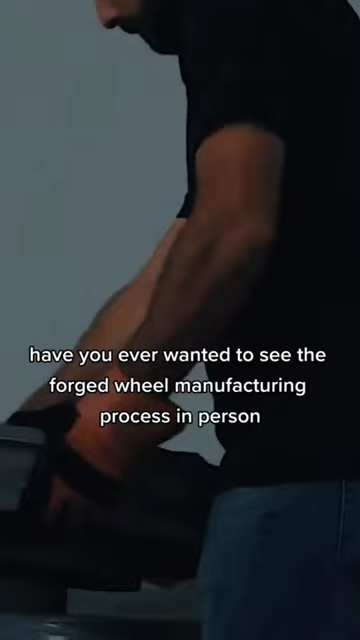 have you ever wanted to see the
forged wheel manufacturing
process in person